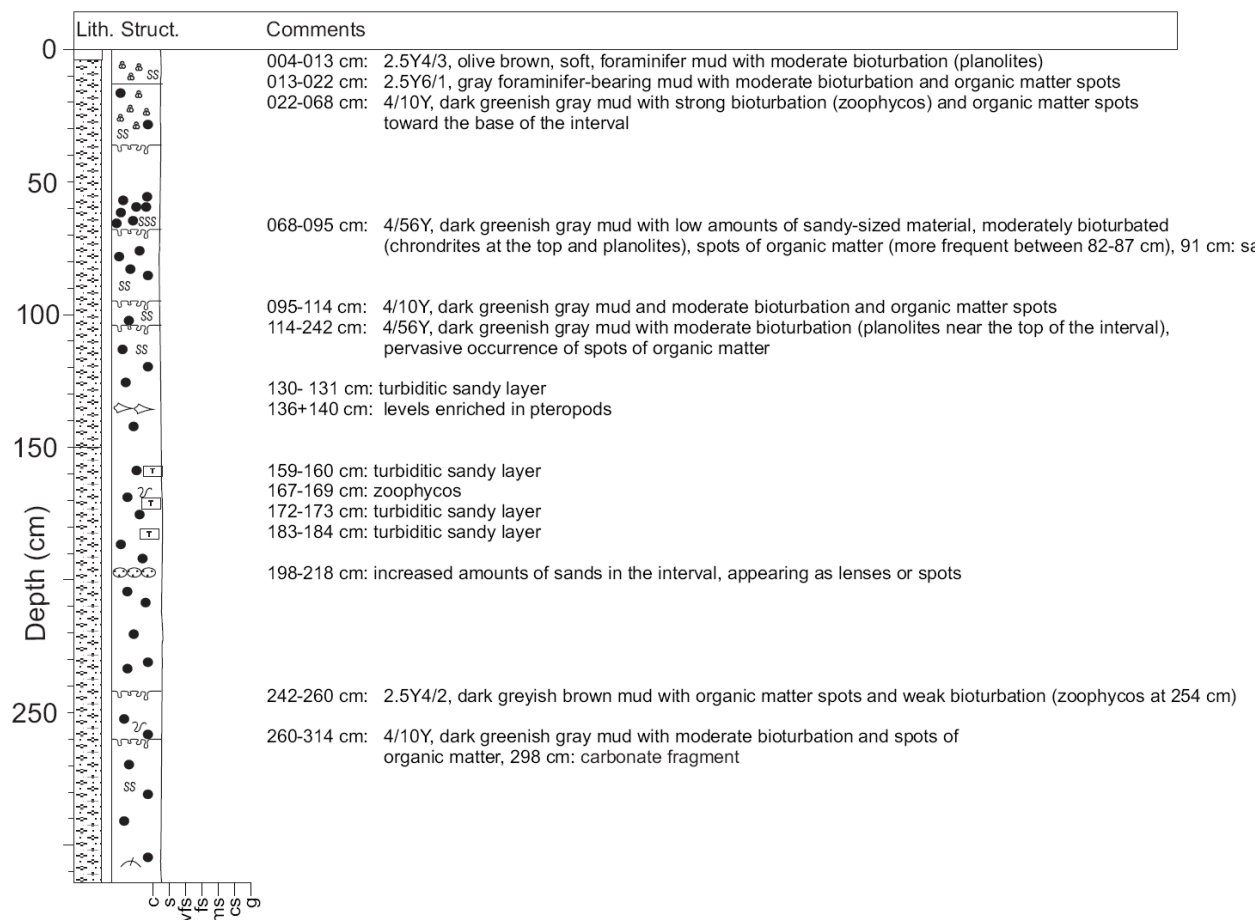 Lith. Struct. Comments
0
004-013 cm: 2.5Y4/3, olive brown, soft, foraminifer mud with moderate bioturbation (planolites)
013-022 cm: 2.5Y6/1, gray foraminifer-bearing mud with moderate bioturbation and organic matter spots
022-068 cm: 4/10Y, dark greenish gray mud with strong bioturbation (zoophycos) and organic matter spots
toward the base of the interval
SS
SS
50
SSS
068-095 cm: 4/56Y, dark greenish gray mud with low amounts of sandy-sized material, moderately bioturbated
(chrondrites at the top and planolites), spots of organic matter (more frequent between 82-87 cm), 91 cm: sa
SS
095-114 cm: 4/10Y, dark greenish gray mud and moderate bioturbation and organic matter spots
100
SS
114-242 cm: 4/56Y, dark greenish gray mud with moderate bioturbation (planolites near the top of the interval),
pervasive occurrence of spots of organic matter
SS
130- 131 cm: turbiditic sandy layer
136+140 cm: levels enriched in pteropods
150
159-160 cm: turbiditic sandy layer
T
167-169 cm: zoophycos
172-173 cm: turbiditic sandy layer
T
183-184 cm: turbiditic sandy layer
T
198-218 cm: increased amounts of sands in the interval, appearing as lenses or spots
Depth (cm)
242-260 cm: 2.5Y4/2, dark greyish brown mud with organic matter spots and weak bioturbation (zoophycos at 254 cm)
250
260-314 cm: 4/10Y, dark greenish gray mud with moderate bioturbation and spots of
organic matter, 298 cm: carbonate fragment
SS
c
s
vfs
fs
ms
cs
g